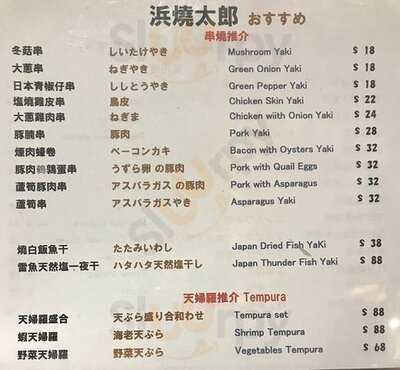 浜燒太郎 おすすめ
串燒推介
冬菇串 しいたけやき Mushroom Yaki $ 18
大蔥串 ねぎやき Green Onion Yaki $ 18
日本青椒仔串 ししとうやき Green Pepper Yaki $ 18
塩燒雞皮串 鳥皮 Chicken Skin Yaki $ 22
大蔥雞肉串 ねぎま Chicken wiith Onion Yaki $ 24
豚腩串 豚肉 Pork Yaki $ 28
煙肉蠔卷 ベーコンカキ Bacon with Oysters Yaki $ 32
豚肉鵪鶉蛋串 うずら卵 の豚肉 Pork with Quail Eggs $ 32
蘆筍豚肉串 アスパラガス の豚肉 Pork with Asparagus $ 32
蘆筍串 アスパラガスやき Asparagus Yaki $ 32
燒白飯魚干 たたみいわし Japan Dried Fish YaKi $ 38
雷魚天然塩一夜干 ハタハタ天然塩干し Japan Thunder Fish YaKi $ 88
天婦羅推介 Tempura
天婦羅盛合 天ぷら盛り合わせ Tempura set $ 88
蝦天婦羅 海老天ぷら Shrimp Tempura $ 88
野菜天婦羅 野菜天ぷら Vegetables Tempura $ 68